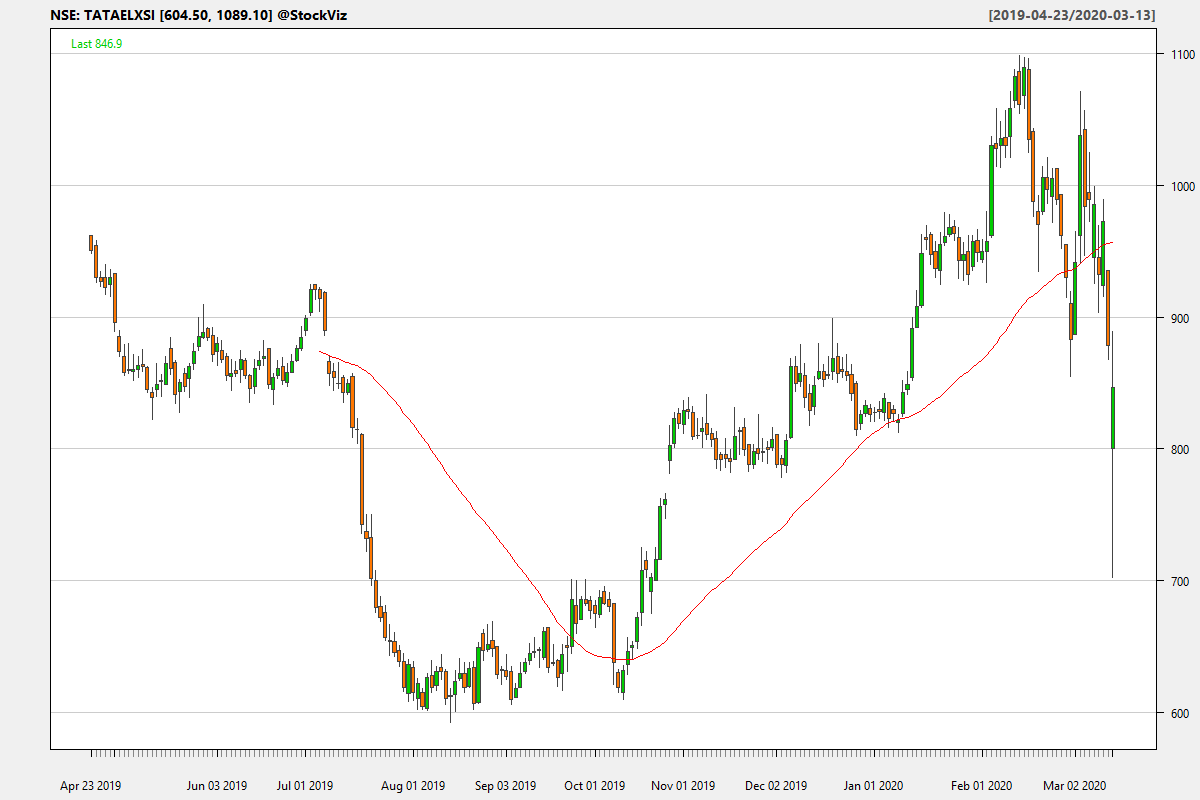 NSE: TATAELXSI [604.50, 1089.10] @StockViz [2019-04-23/2020-03-13]
Last 846.9
1100
1000
900
800
700
600
Apr 23 2019 Jun 03 2019 Jul 01 2019 Aug 01 2019 Sep 03 2019 Oct 01 2019 Nov 01 2019 Dec 02 2019 Jan 01 2020 Feb 01 2020 Mar 02 2020